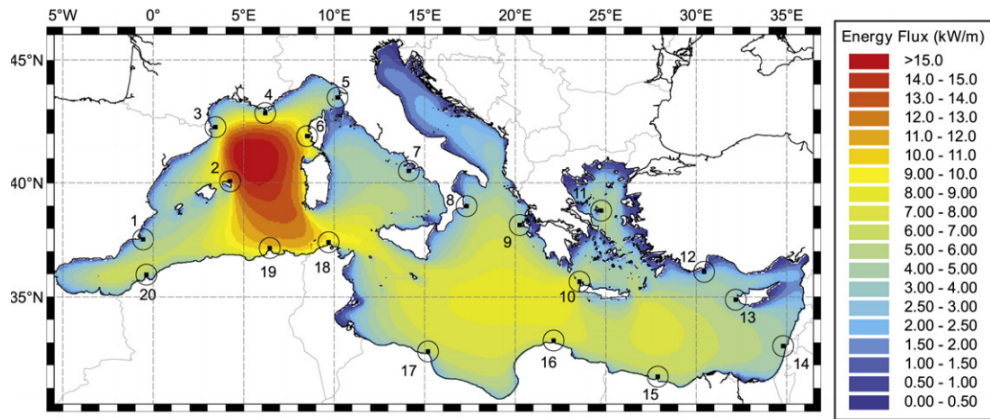 5°W 0° 5°E 10°E 15°E 20°E 25°E 30°E 35°E
45°N
40°N
35°N
1
2
3
4
5
6
7
8
9
10
11
12
13
14
15
16
17
18
19
20
Energy Flux (kW/m)
>15.0
14.0 - 15.0
13.0 - 14.0
12.0 - 13.0
11.0 - 12.0
10.0 - 11.0
9.00 - 10.0
8.00 - 9.00
7.00 - 8.00
6.00 - 7.00
5.00 - 6.00
4.00 - 5.00
3.00 - 4.00
2.50 - 3.00
2.00 - 2.50
1.50 - 2.00
1.00 - 1.50
0.50 - 1.00
0.00 - 0.50